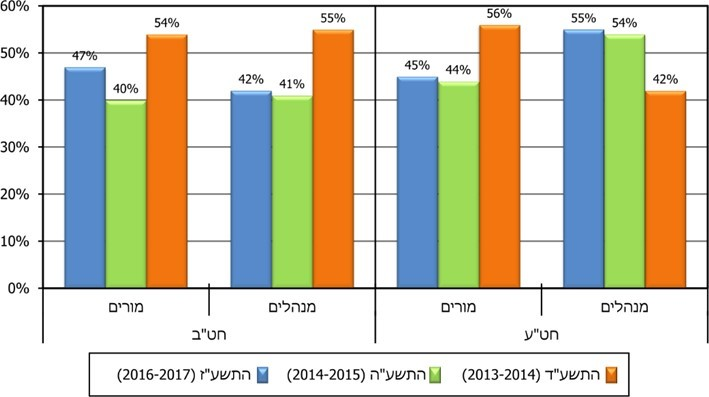 60%
50%
40%
30%
20%
10%
0%
47%
40%
54%
42%
41%
55%
45%
44%
56%
55%
54%
42%
מורים
מנהלים
מורים
מנהלים
חט"ב
חט"ע
התשע"ז (2016-2017)
התשע"ה (2014-2015)
התשע"ד (2013-2014)